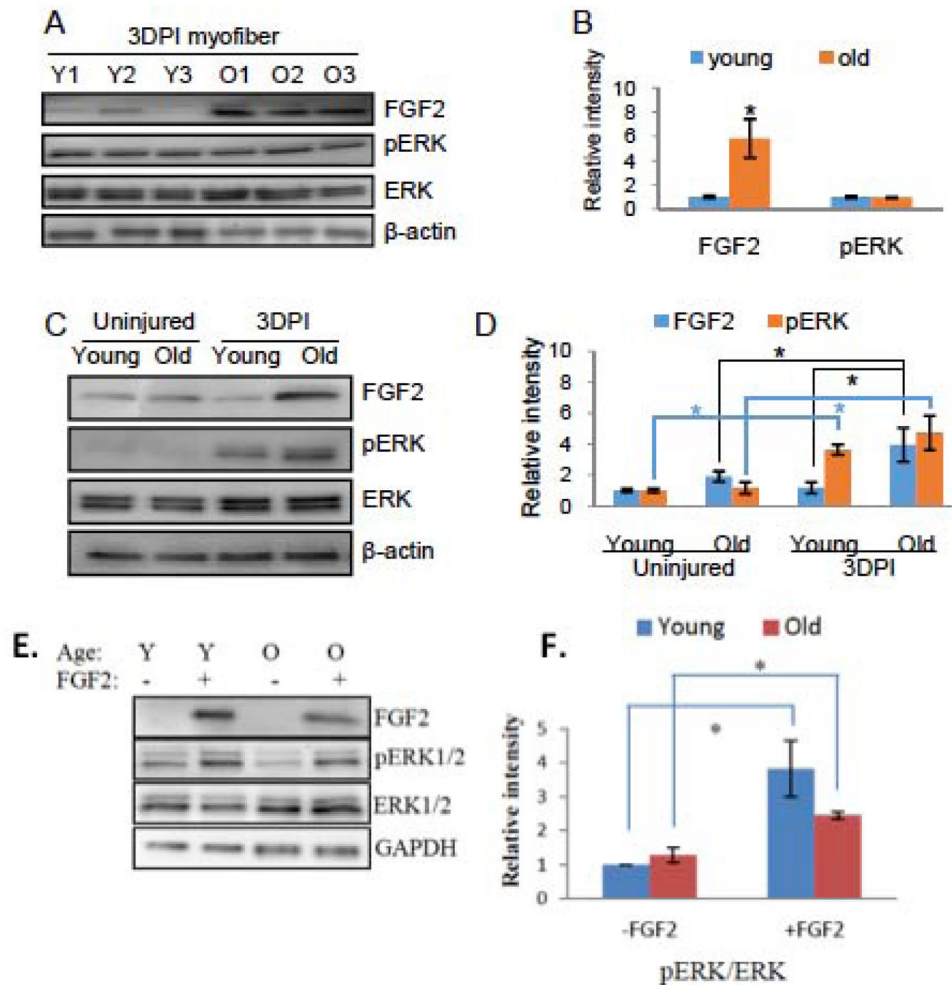 A
3DPI myofiber
Y1 Y2 Y3 O1 O2 O3
FGF2
pERK
ERK
β-actin
B
young old
Relative intensity
10
8
6
4
2
0
*
FGF2 pERK
C
Uninjured 3DPI
Young Old Young Old
FGF2
pERK
ERK
β-actin
D
FGF2 pERK
Relative intensity
10
8
6
4
2
0
*
*
* *
Young Old Young Old
Uninjured 3DPI
E.
Age: Y Y O O
FGF2: - + - +
FGF2
pERK1/2
ERK1/2
GAPDH
F.
Young Old
Relative intensity
5
4
3
2
1
0
*
*
-FGF2 +FGF2
pERK/ERK